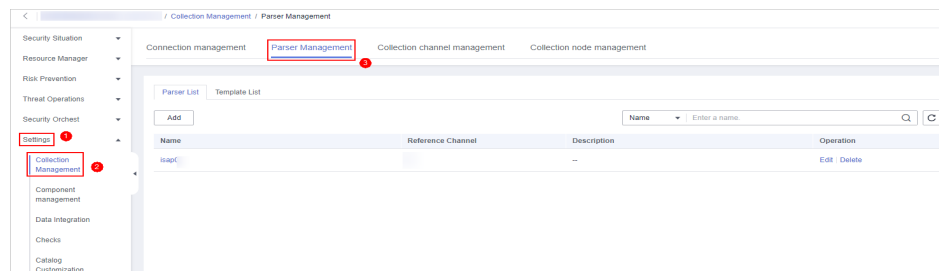 < / Collection Management / Parser Management
Security Situation
Resource Manager
Risk Prevention
Threat Operations
Security Orchest
Settings 1
Collection
Management 2
Component
management
Data Integration
Checks
Catalog
Customization
Connection management Parser Management Collection channel management Collection node management
3
Parser List Template List
Add Name Enter a name.
Name Reference Channel Description Operation
isap -- Edit | Delete